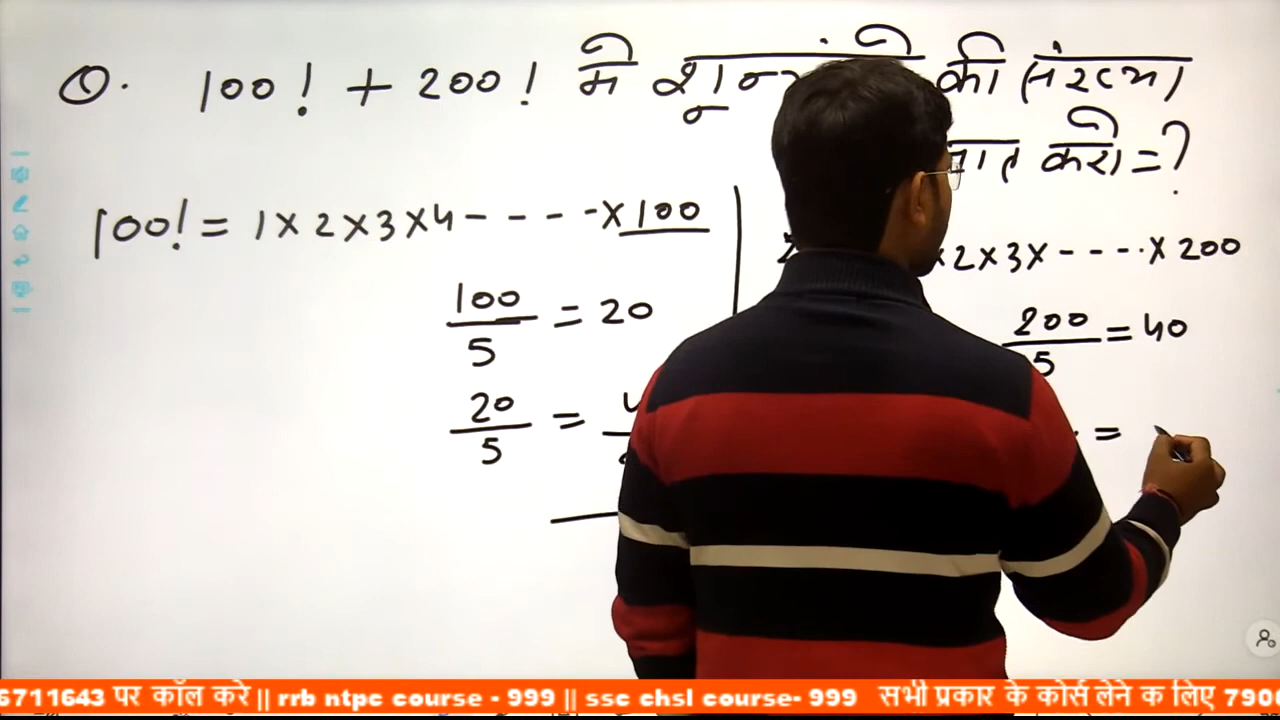 Q. 100! + 200! में की संख्या
करो = ?
100! = 1 × 2 × 3 × 4 - - - - - × 100
× 2 × 3 × - - - - × 200
100/5 = 20
200/5 = 40
20/5 =
=
6711643 पर कॉल करे || rrb ntpc course - 999 || ssc chsl course- 999 सभी प्रकार के कोर्स लेने क लिए 790